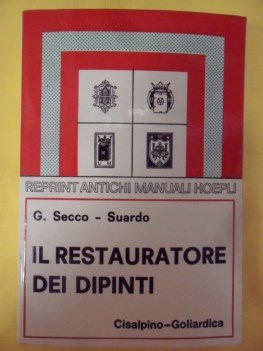 REPRINT ANTICHI MANUALI HOEPLI
G. Secco - Suardo
IL RESTAURATORE
DEI DIPINTI
Cisalpino-Goliardica